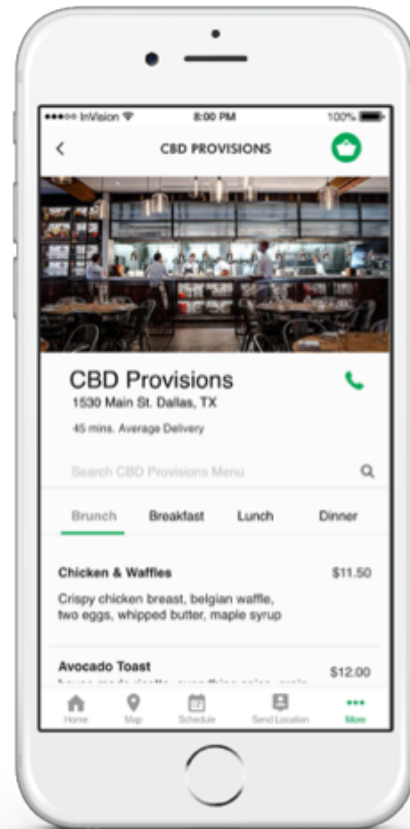 InVision 8:00 PM 100%
CBD PROVISIONS
CBD Provisions
1530 Main St. Dallas, TX
45 mins. Average Delivery
Search CBD Provisions Menu
Brunch Breakfast Lunch Dinner
Chicken & Waffles $11.50
Crispy chicken breast, belgian waffle,
two eggs, whipped butter, maple syrup
Avocado Toast $12.00
Home Map Schedule Send Location More